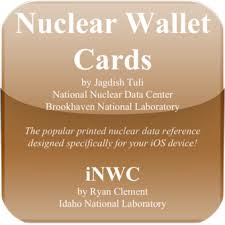 Nuclear Wallet
Cards
by Jagdish Tuli
National Nuclear Data Center
Brookhaven National Laboratory
The popular printed nuclear data reference
designed specifically for your iOS device!
iNWC
by Ryan Clement
Idaho National Laboratory